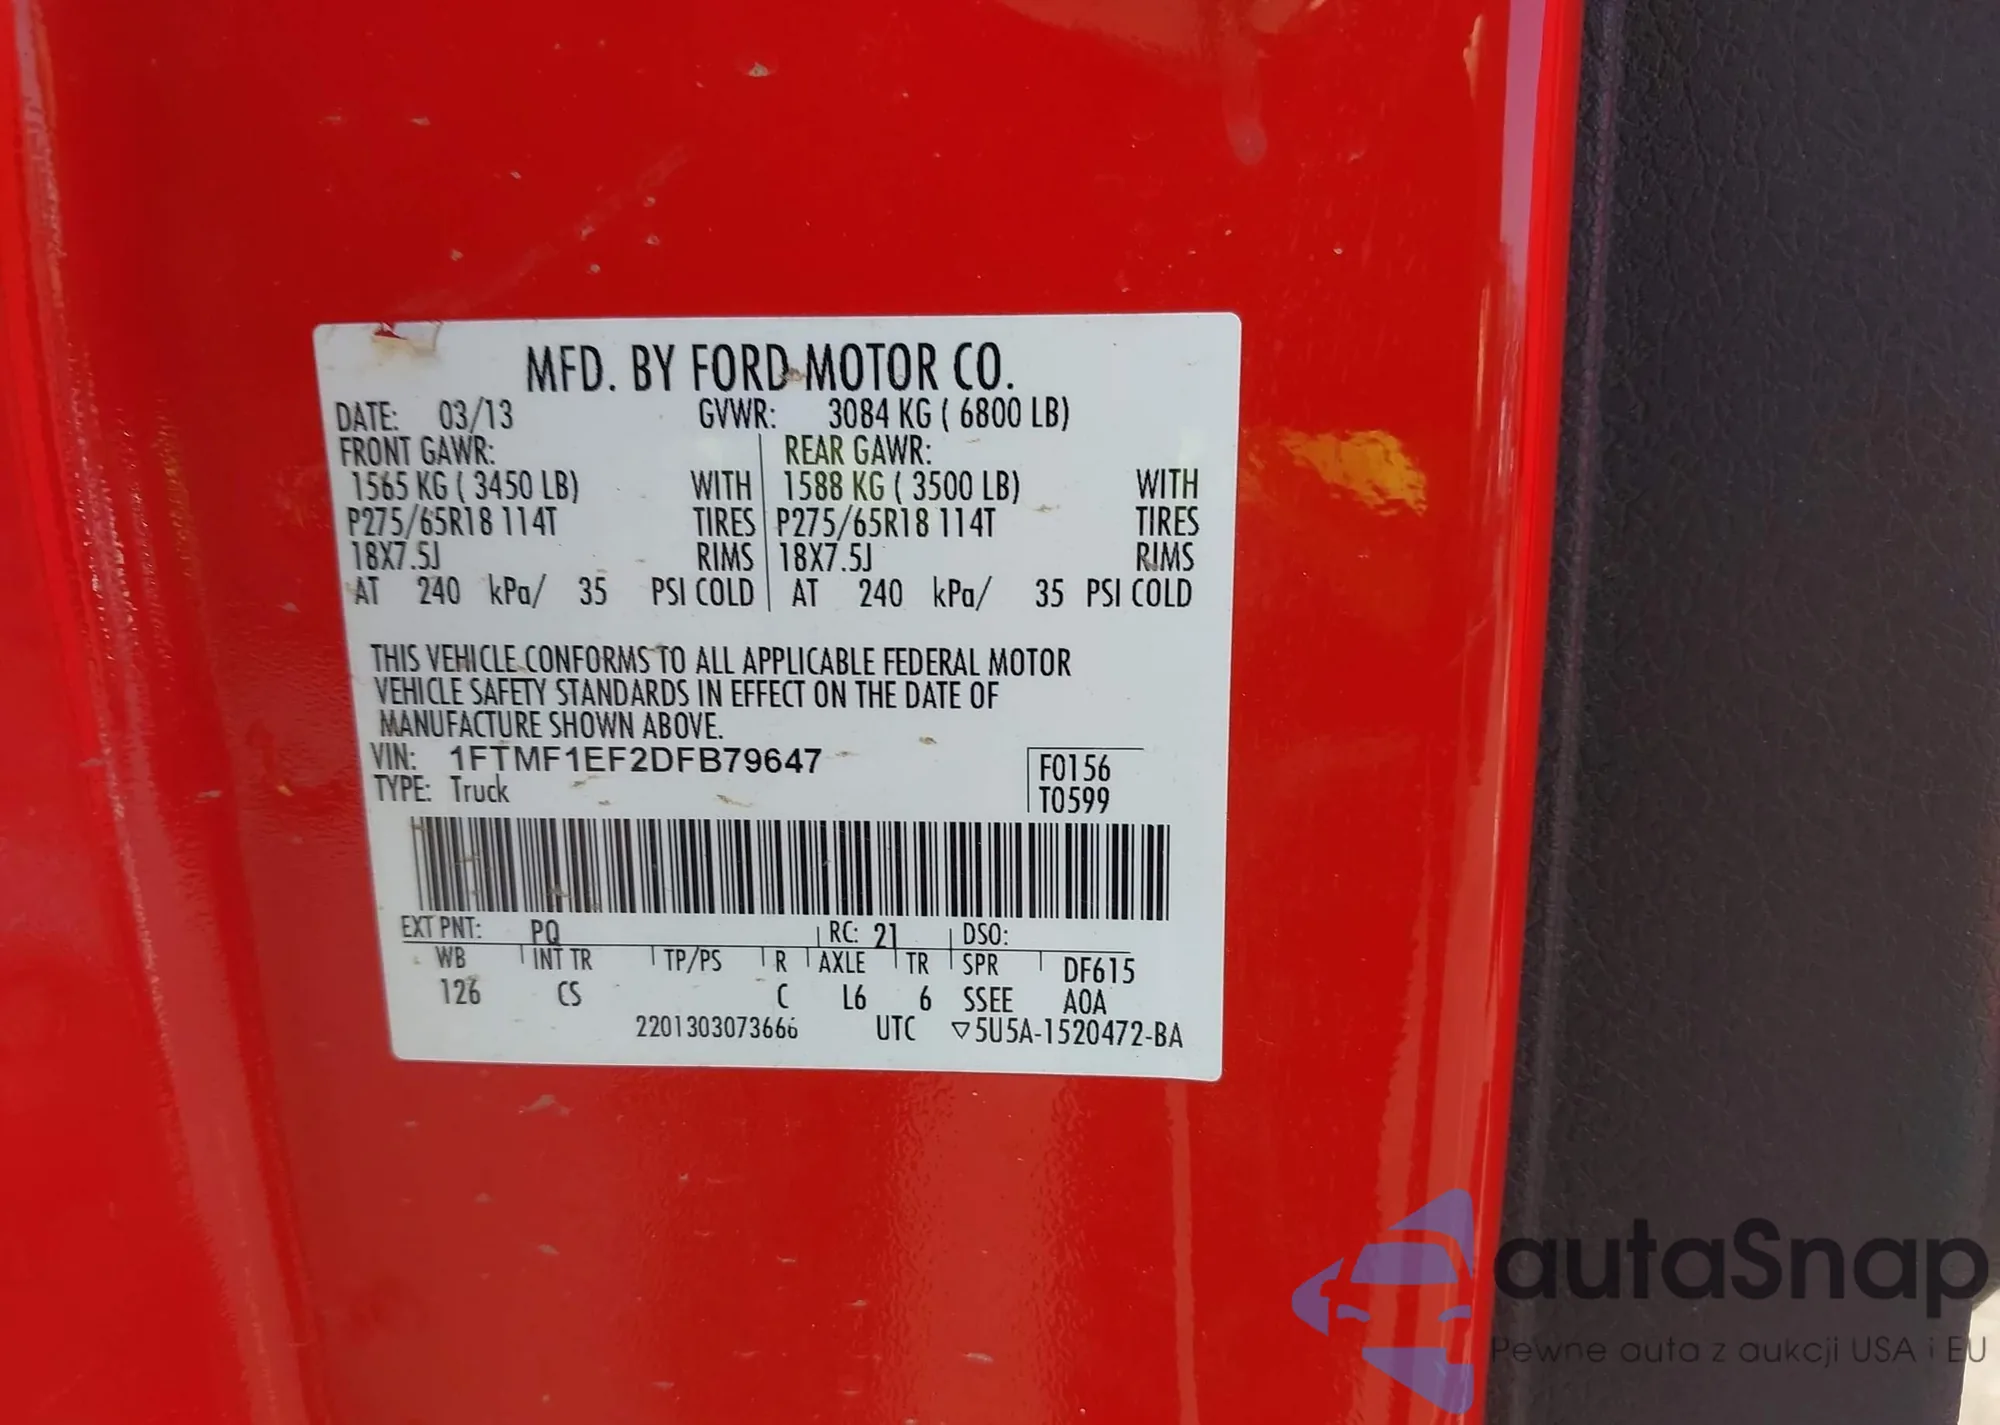 MFD. BY FORD MOTOR CO.
DATE: 03/13 GVWR: 3084 KG ( 6800 LB)
FRONT GAWR: REAR GAWR:
1565 KG ( 3450 LB) WITH 1588 KG ( 3500 LB) WITH
P275/65R18 114T TIRES P275/65R18 114T TIRES
18X7.5J RIMS 18X7.5J RIMS
AT 240 kPa/ 35 PSI COLD AT 240 kPa/ 35 PSI COLD
THIS VEHICLE CONFORMS TO ALL APPLICABLE FEDERAL MOTOR
VEHICLE SAFETY STANDARDS IN EFFECT ON THE DATE OF
MANUFACTURE SHOWN ABOVE.
VIN: 1FTMF1EF2DFB79647 F0156
TYPE: Truck T0599
EXT PNT: PQ RC: 21 DSO:
WB INT TR TP/PS R AXLE TR SPR DF615
126 CS C L6 6 SSEE AOA
2201303073666 UTC ▽5U5A-1520472-BA
autaSnap
Pewne auta z aukcji USA i EU